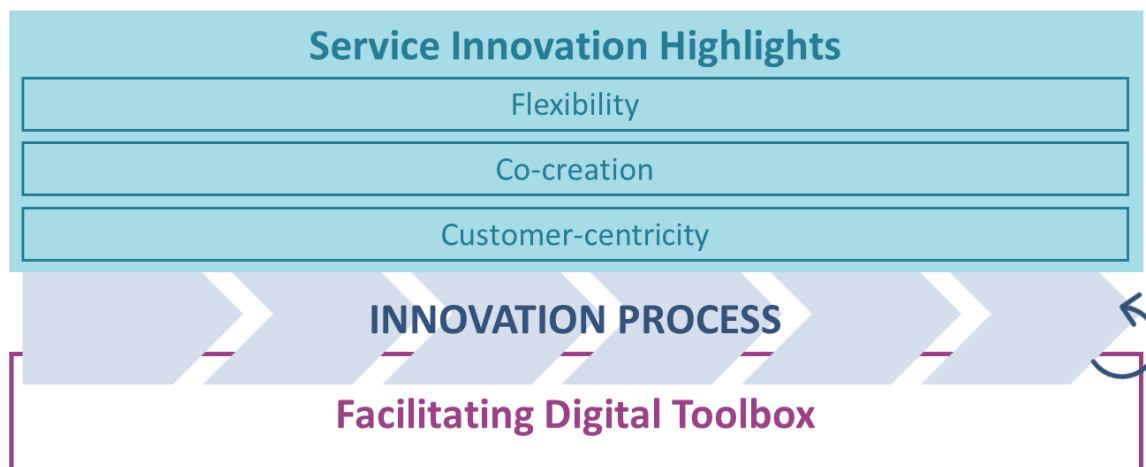 Service Innovation Highlights
Flexibility
Co-creation
Customer-centricity
INNOVATION PROCESS
Facilitating Digital Toolbox